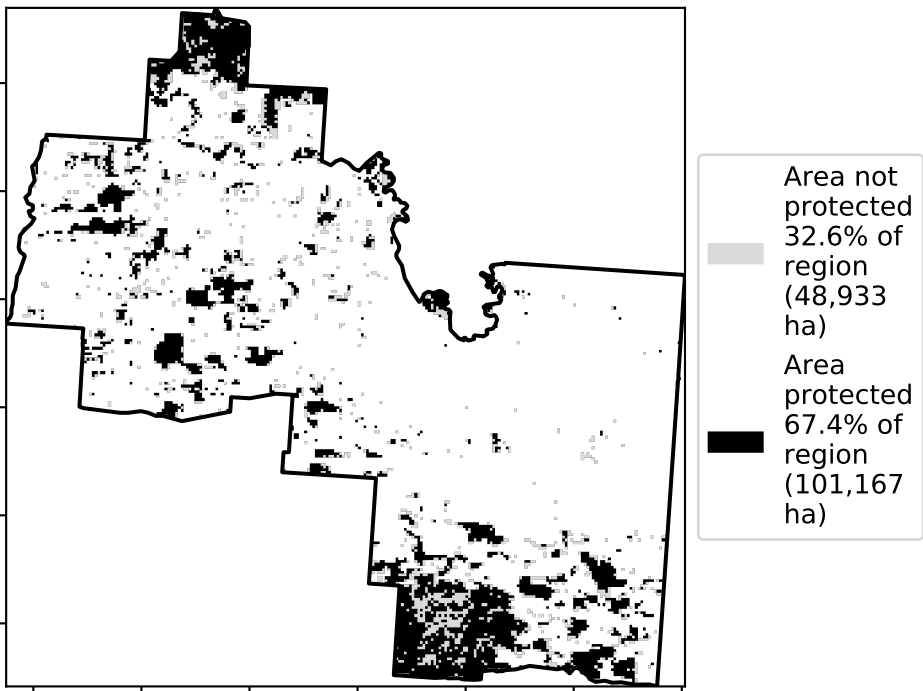 Area not
protected
32.6% of
region
(48,933
ha)
Area
protected
67.4% of
region
(101,167
ha)